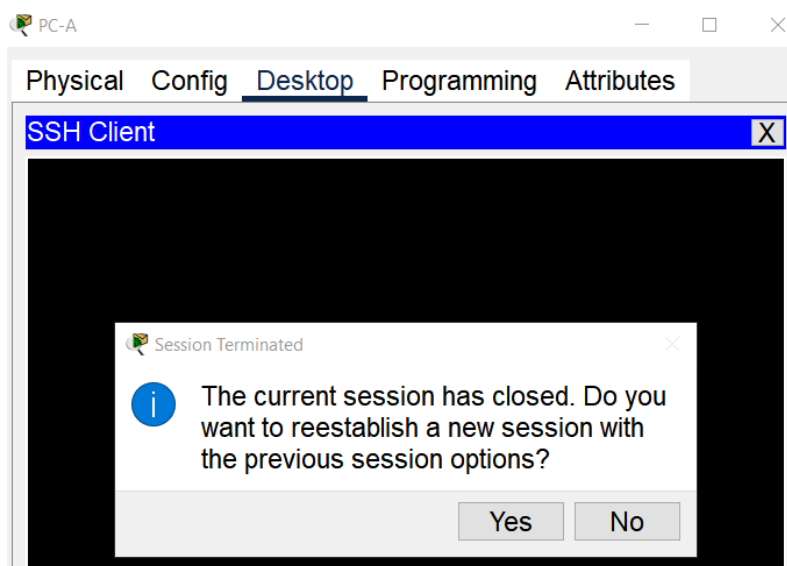 PC-A
Physical Config Desktop Programming Attributes
SSH Client X
Session Terminated
The current session has closed. Do you
want to reestablish a new session with
the previous session options?
Yes No